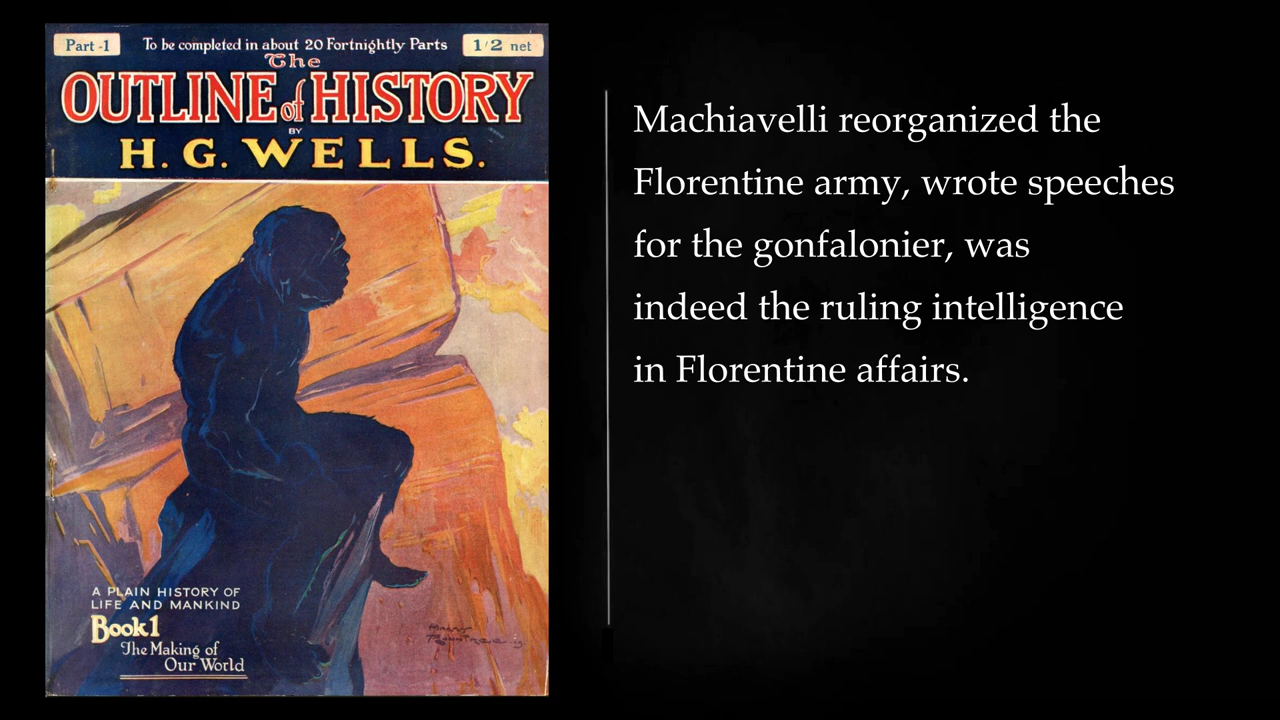 Part -1
To be completed in about 20 Fortnightly Parts
1/2 net
The
OUTLINE of HISTORY
BY
H. G. WELLS.
A PLAIN HISTORY OF
LIFE AND MANKIND
Book 1
The Making of
Our World
Machiavelli reorganized the
Florentine army, wrote speeches
for the gonfalonier, was
indeed the ruling intelligence
in Florentine affairs.